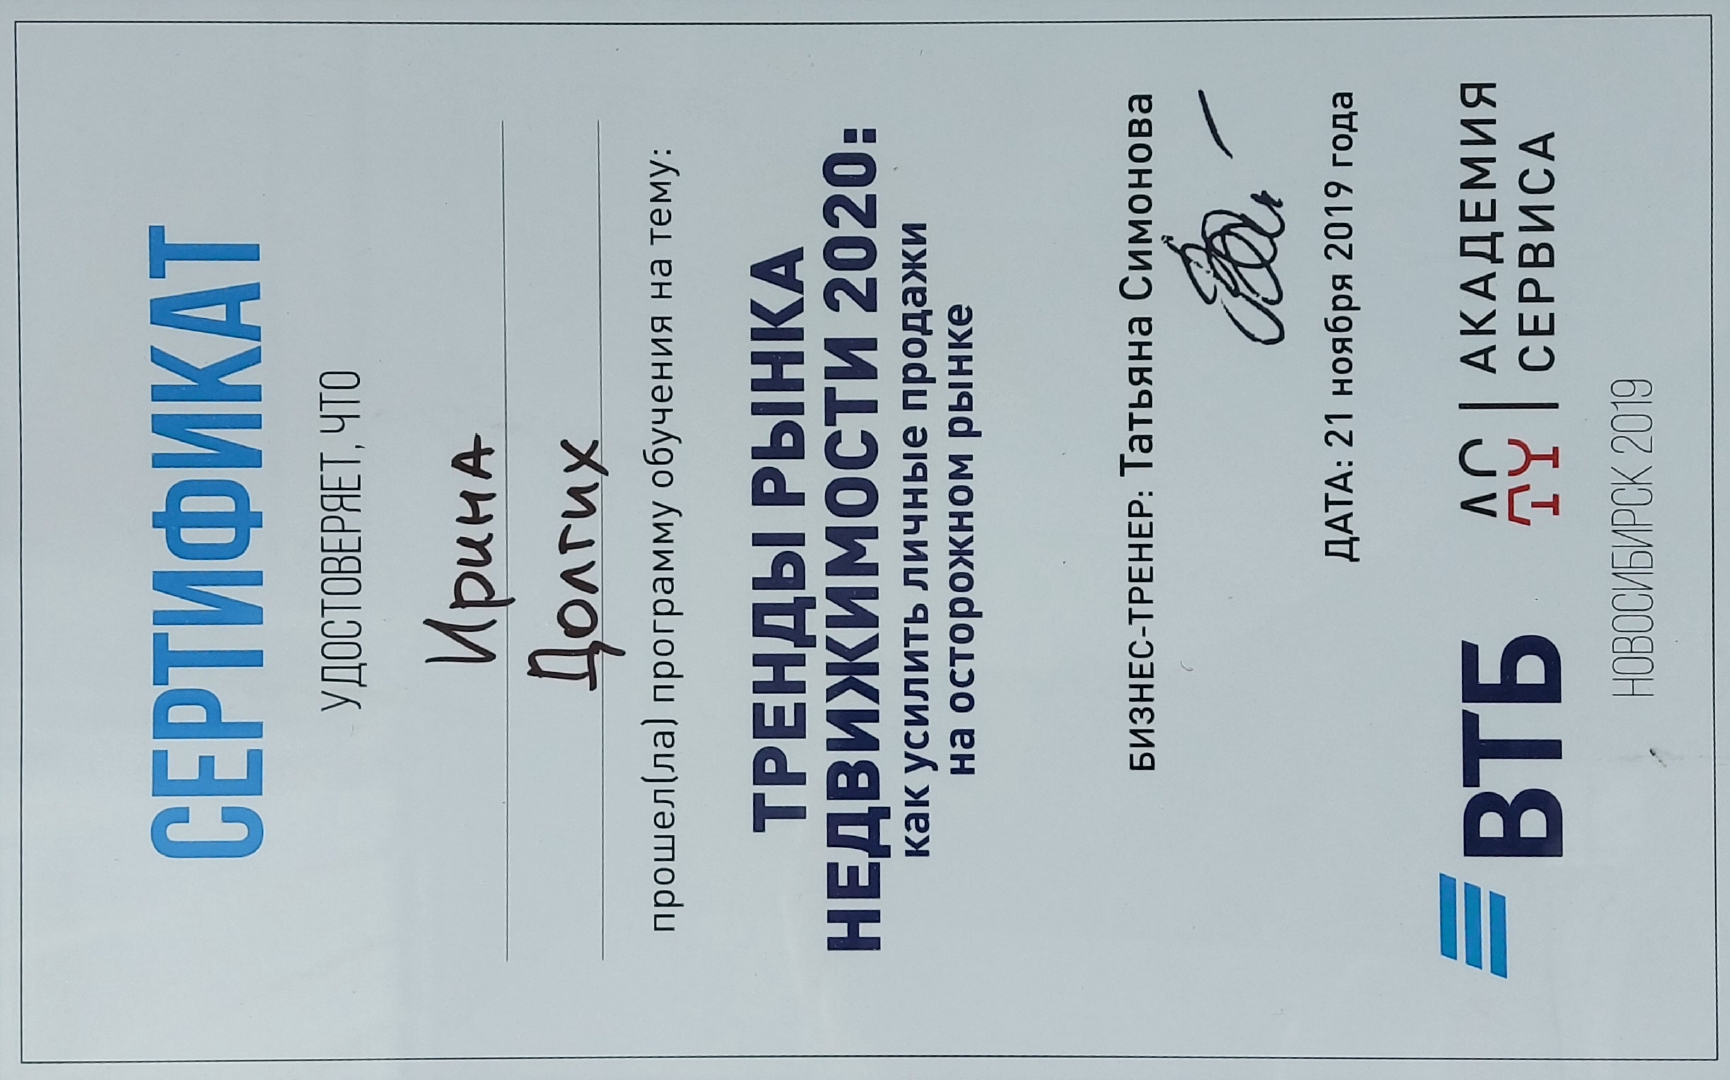 СЕРТИФИКАТ
УДОСТОВЕРЯЕТ, ЧТО
Ирина
Долгих
прошел(ла) программу обучения на тему:
ТРЕНДЫ РЫНКА
НЕДВИЖИМОСТИ 2020:
как усилить личные продажи
на осторожном рынке
БИЗНЕС-ТРЕНЕР: Татьяна Симонова
ДАТА: 21 ноября 2019 года
ВТБ
АКАДЕМИЯ
СЕРВИСА
НОВОСИБИРСК 2019